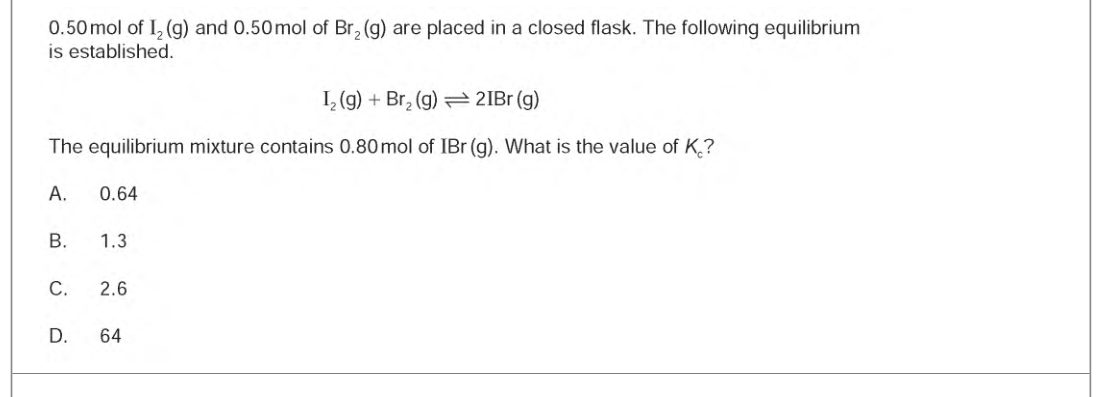 0.50 mol of I₂ (g) and 0.50 mol of Br₂ (g) are placed in a closed flask. The following equilibrium
is established.
I₂ (g) + Br₂ (g) ⇌ 2IBr (g)
The equilibrium mixture contains 0.80 mol of IBr (g). What is the value of K꜀?
A. 0.64
B. 1.3
C. 2.6
D. 64